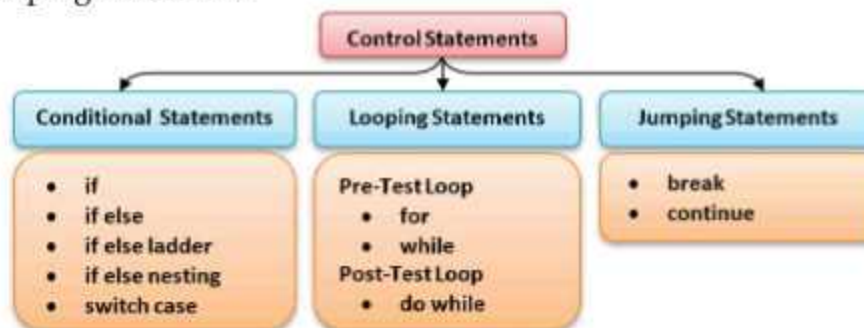 Control Statements
Conditional Statements
• if
• if else
• if else ladder
• if else nesting
• switch case
Looping Statements
Pre-Test Loop
• for
• while
Post-Test Loop
• do while
Jumping Statements
• break
• continue